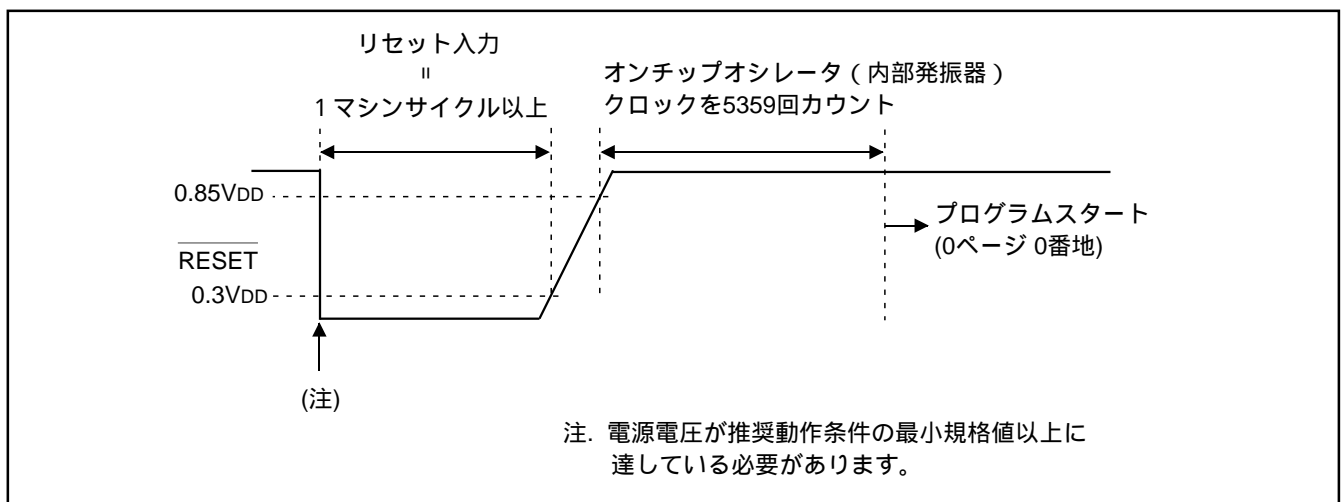 リセット入力
=
1 マシンサイクル以上
オンチップオシレータ ( 内部発振器 )
クロックを5359回カウント
0.85VDD
RESET
0.3VDD
プログラムスタート
(0ページ 0番地)
(注)
注. 電源電圧が推奨動作条件の最小規格値以上に
達している必要があります。